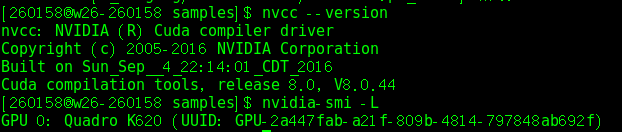 [260158@w26-260158 samples]$ nvcc --version
nvcc: NVIDIA (R) Cuda compiler driver
Copyright (c) 2005-2016 NVIDIA Corporation
Built on Sun_Sep__4_22:14:01_CDT_2016
Cuda compilation tools, release 8.0, V8.0.44
[260158@w26-260158 samples]$ nvidia-smi -L
GPU 0: Quadro K620 (UUID: GPU-2a447fab-a21f-809b-4814-797848ab692f)